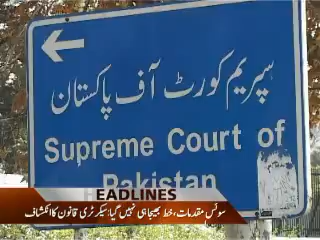 سپریم کورٹ آف پاکستان
Supreme Court of
Pakistan
HEADLINES
سوئس مقدمات، خط بھیجا ہی نہیں گیا: سیکرٹری قانون کا انکشاف